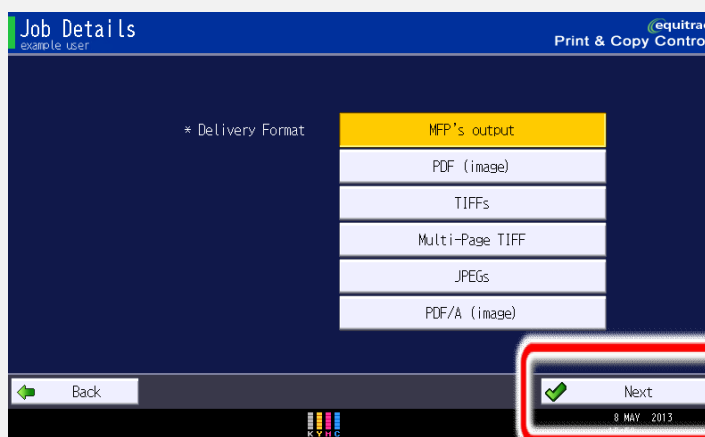 Job Details
example user
equitrac
Print & Copy Contro
* Delivery Format
MFP's output
PDF (image)
TIFFs
Multi-Page TIFF
JPEGs
PDF/A (image)
Back
Next
8 MAY 2013
K Y M C